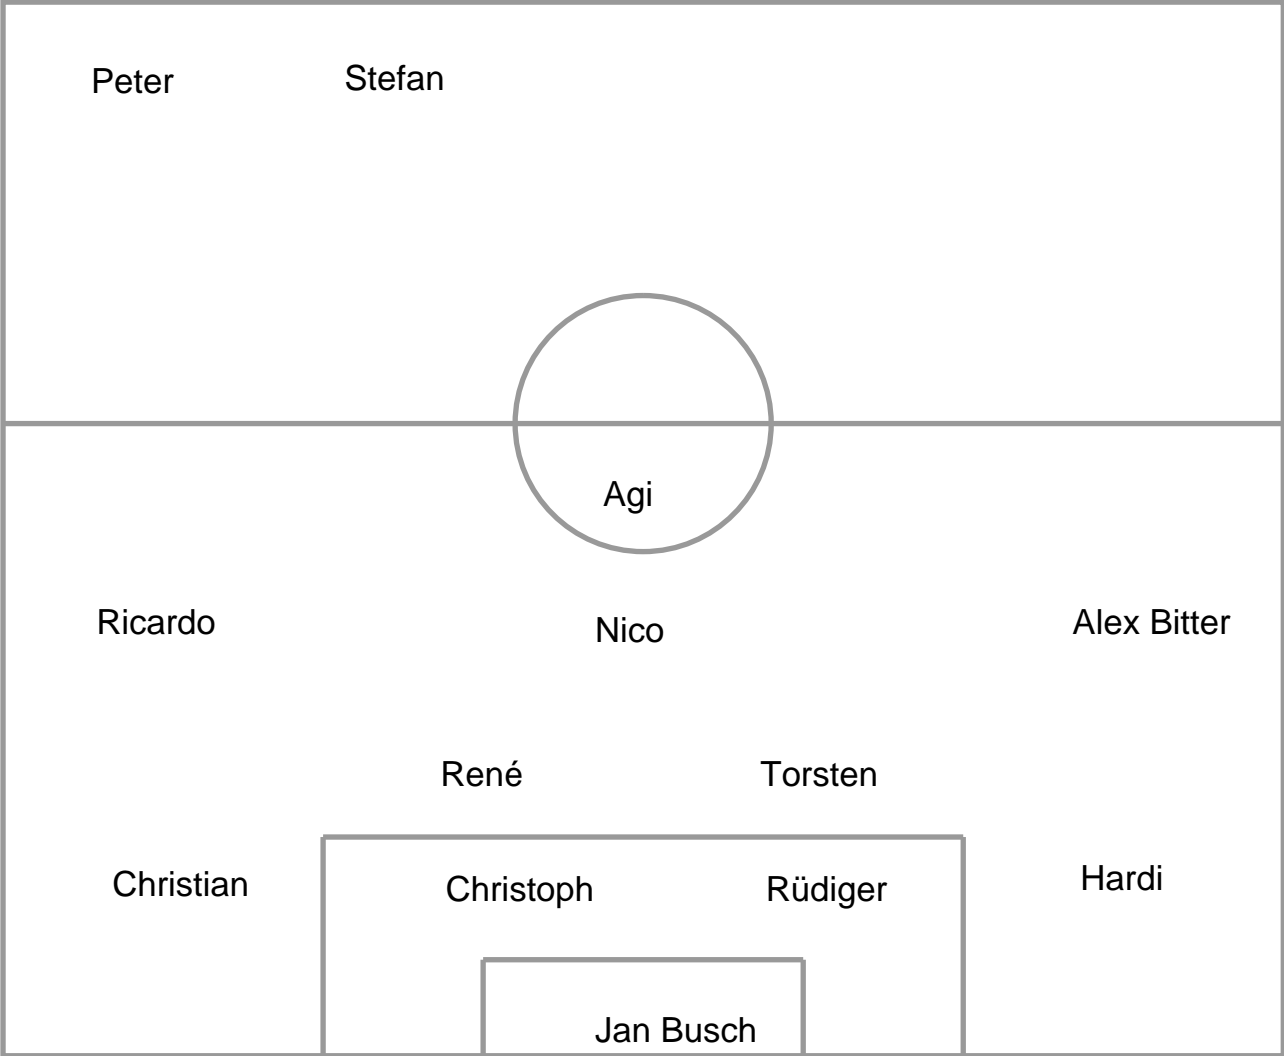 Peter Stefan
Agi
Ricardo Nico Alex Bitter
René Torsten
Christian Christoph Rüdiger Hardi
Jan Busch